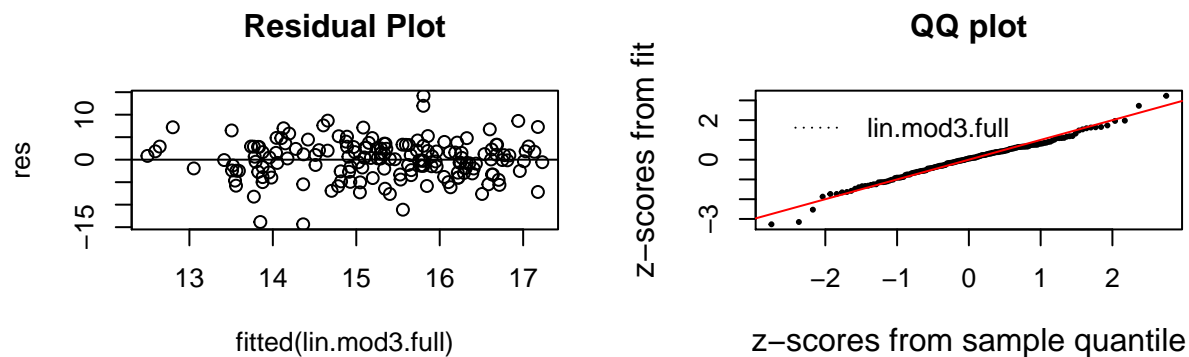 Residual Plot
res
−15
0
10
13
14
15
16
17
fitted(lin.mod3.full)
QQ plot
z−scores from fit
−3
0
2
lin.mod3.full
−2
−1
0
1
2
z−scores from sample quantile